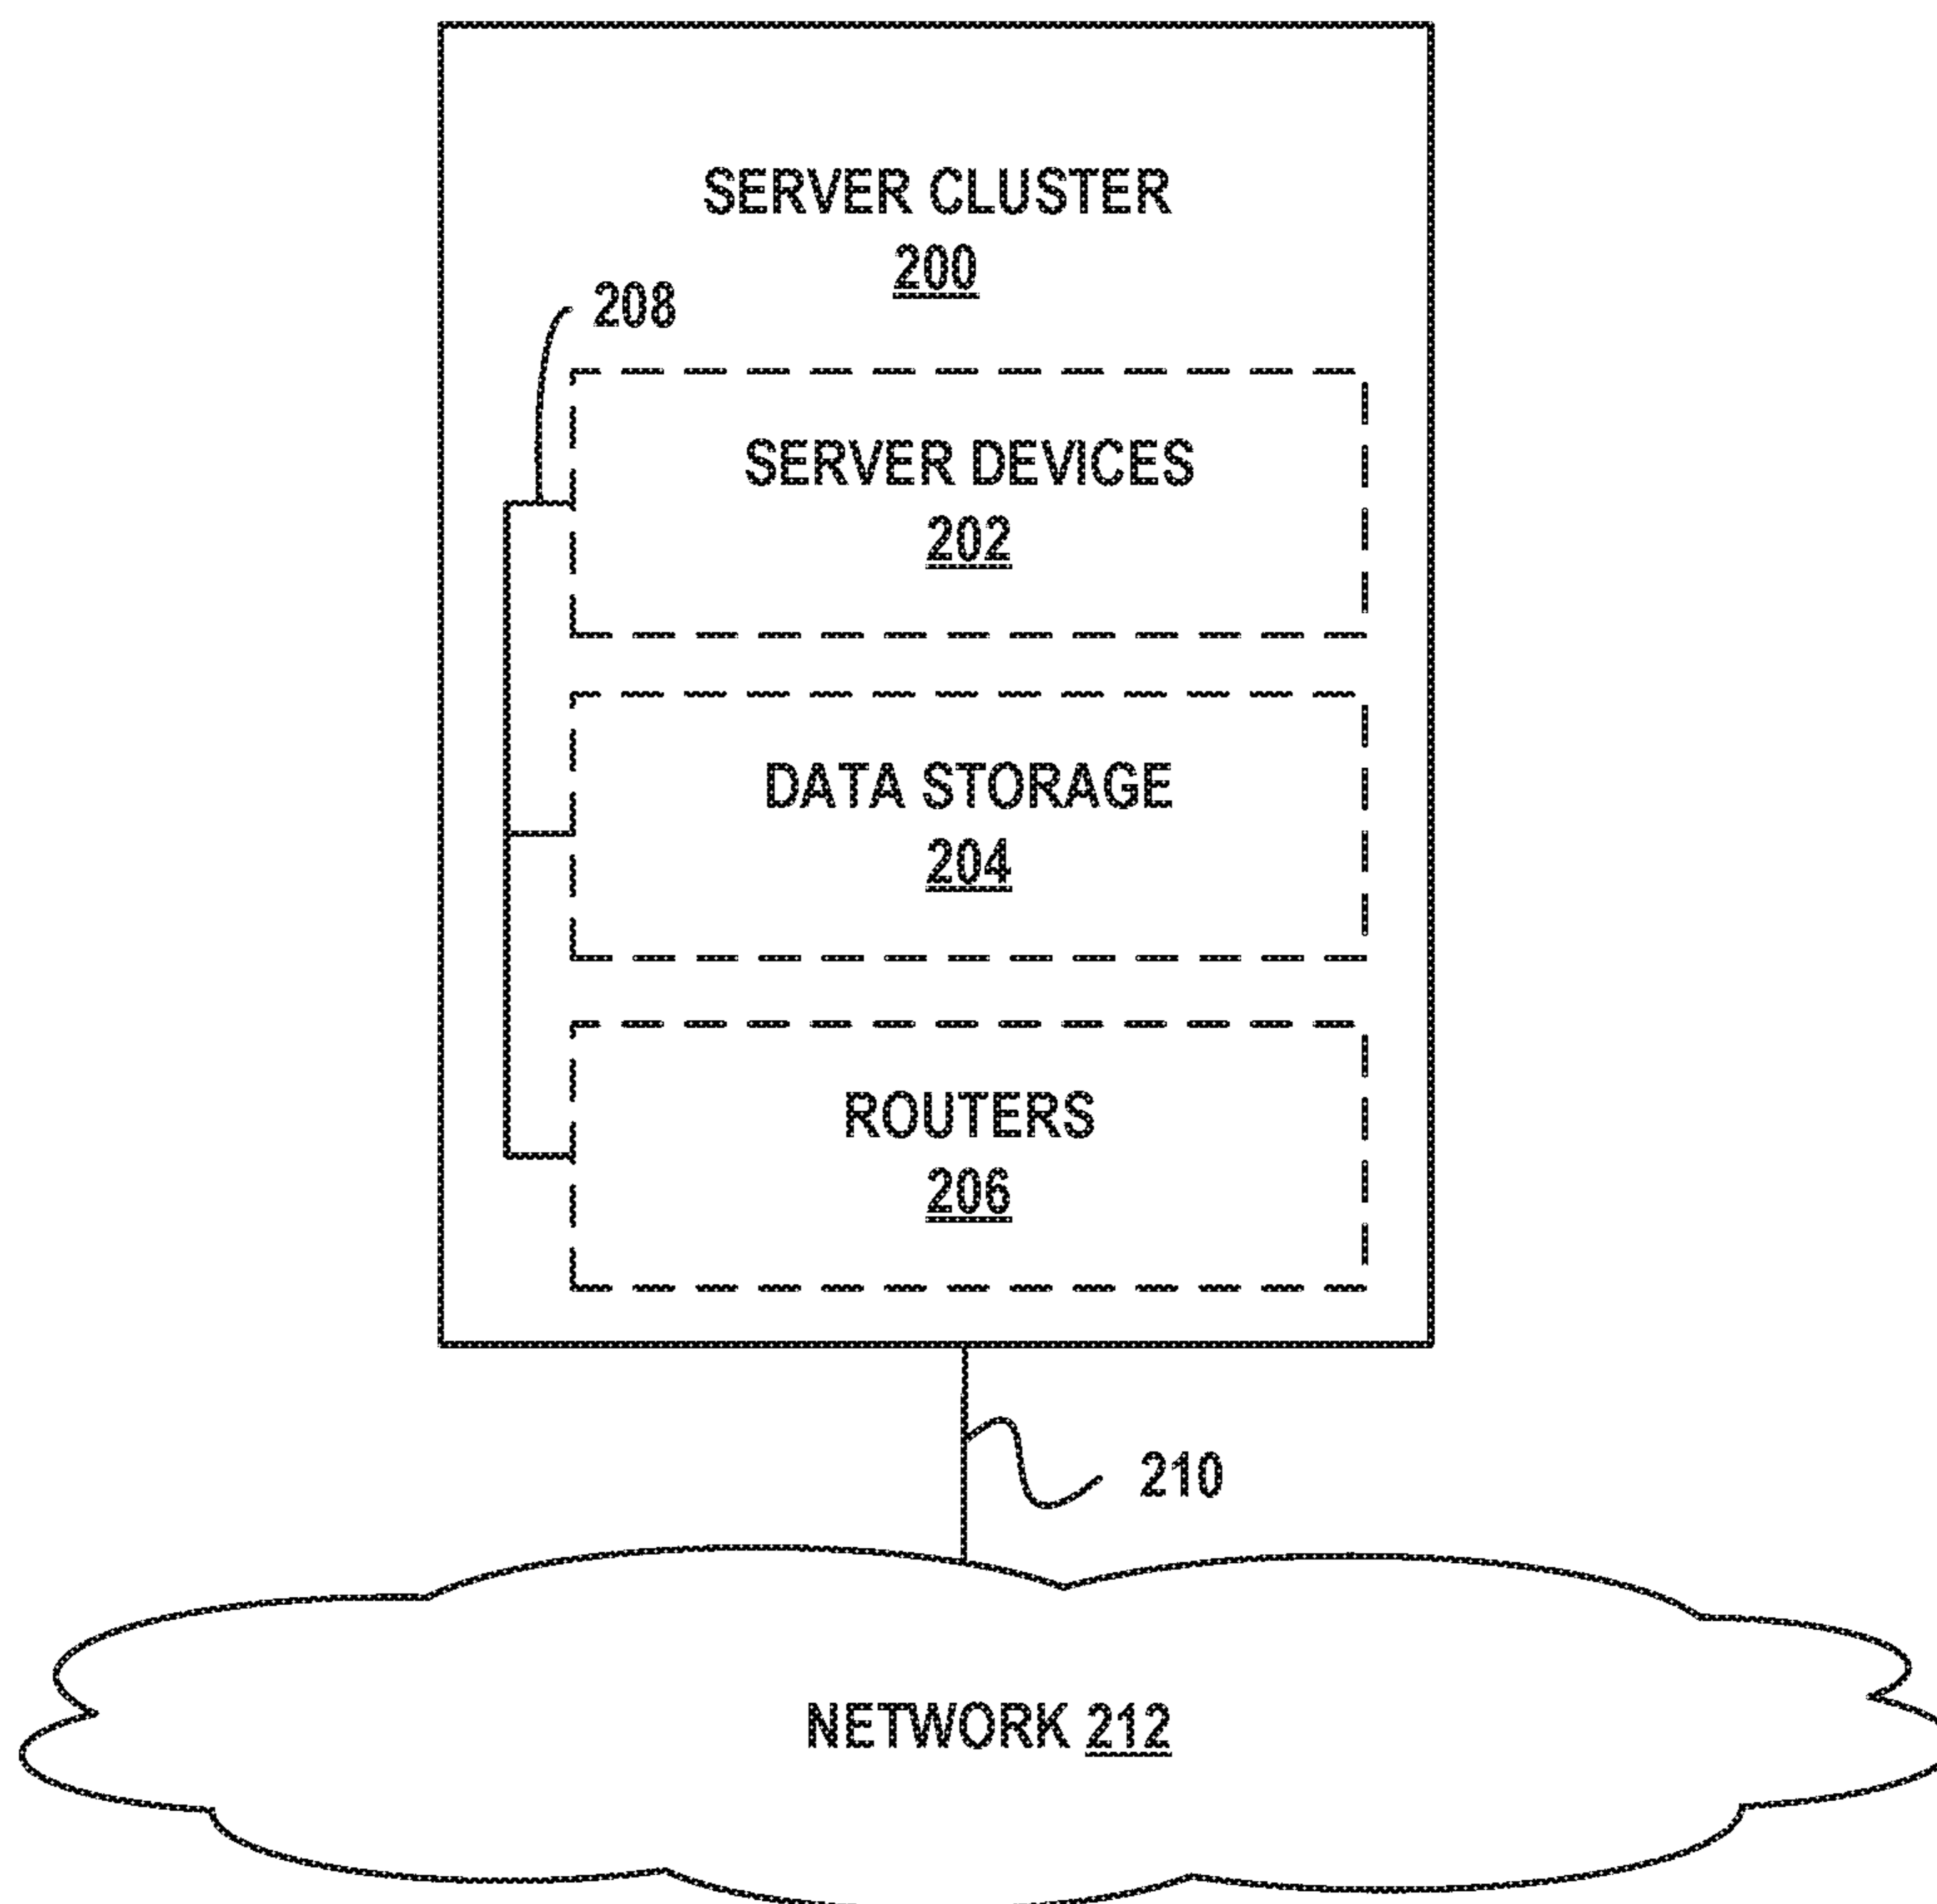 SERVER CLUSTER
200
208
SERVER DEVICES
202
DATA STORAGE
204
ROUTERS
206
210
NETWORK 212